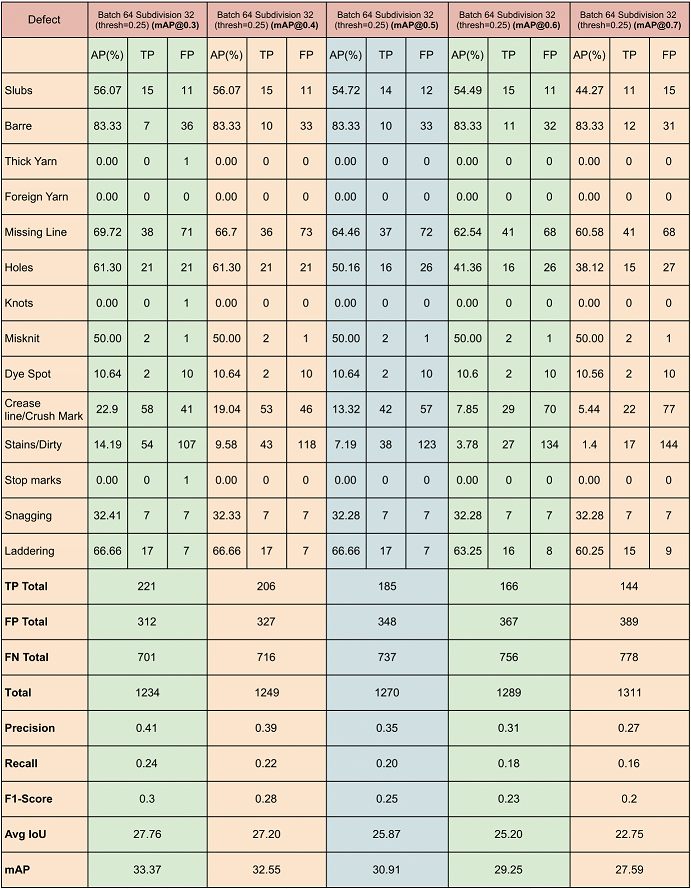 Defect Batch 64 Subdivision 32 Batch 64 Subdivision 32 Batch 64 Subdivision 32 Batch 64 Subdivision 32 Batch 64 Subdivision 32
(thresh=0.25) (mAP@0.3) (thresh=0.25) (mAP@0.4) (thresh=0.25) (mAP@0.5) (thresh=0.25) (mAP@0.6) (thresh=0.25) (mAP@0.7)
AP(%) TP FP AP(%) TP FP AP(%) TP FP AP(%) TP FP AP(%) TP FP
Slubs 56.07 15 11 56.07 15 11 54.72 14 12 54.49 15 11 44.27 11 15
Barre 83.33 7 36 83.33 10 33 83.33 10 33 83.33 11 32 83.33 12 31
Thick Yarn 0.00 0 1 0.00 0 0 0.00 0 0 0.00 0 0 0.00 0 0
Foreign Yarn 0.00 0 0 0.00 0 0 0.00 0 0 0.00 0 0 0.00 0 0
Missing Line 69.72 38 71 66.7 36 73 64.46 37 72 62.54 41 68 60.58 41 68
Holes 61.30 21 21 61.30 21 21 50.16 16 26 41.36 16 26 38.12 15 27
Knots 0.00 0 1 0.00 0 0 0.00 0 0 0.00 0 0 0.00 0 0
Misknit 50.00 2 1 50.00 2 1 50.00 2 1 50.00 2 1 50.00 2 1
Dye Spot 10.64 2 10 10.64 2 10 10.64 2 10 10.6 2 10 10.56 2 10
Crease
line/Crush Mark 22.9 58 41 19.04 53 46 13.32 42 57 7.85 29 70 5.44 22 77
Stains/Dirty 14.19 54 107 9.58 43 118 7.19 38 123 3.78 27 134 1.4 17 144
Stop marks 0.00 0 1 0.00 0 0 0.00 0 0 0.00 0 0 0.00 0 0
Snagging 32.41 7 7 32.33 7 7 32.28 7 7 32.28 7 7 32.28 7 7
Laddering 66.66 17 7 66.66 17 7 66.66 17 7 63.25 16 8 60.25 15 9
TP Total 221 206 185 166 144
FP Total 312 327 348 367 389
FN Total 701 716 737 756 778
Total 1234 1249 1270 1289 1311
Precision 0.41 0.39 0.35 0.31 0.27
Recall 0.24 0.22 0.20 0.18 0.16
F1-Score 0.3 0.28 0.25 0.23 0.2
Avg IoU 27.76 27.20 25.87 25.20 22.75
mAP 33.37 32.55 30.91 29.25 27.59